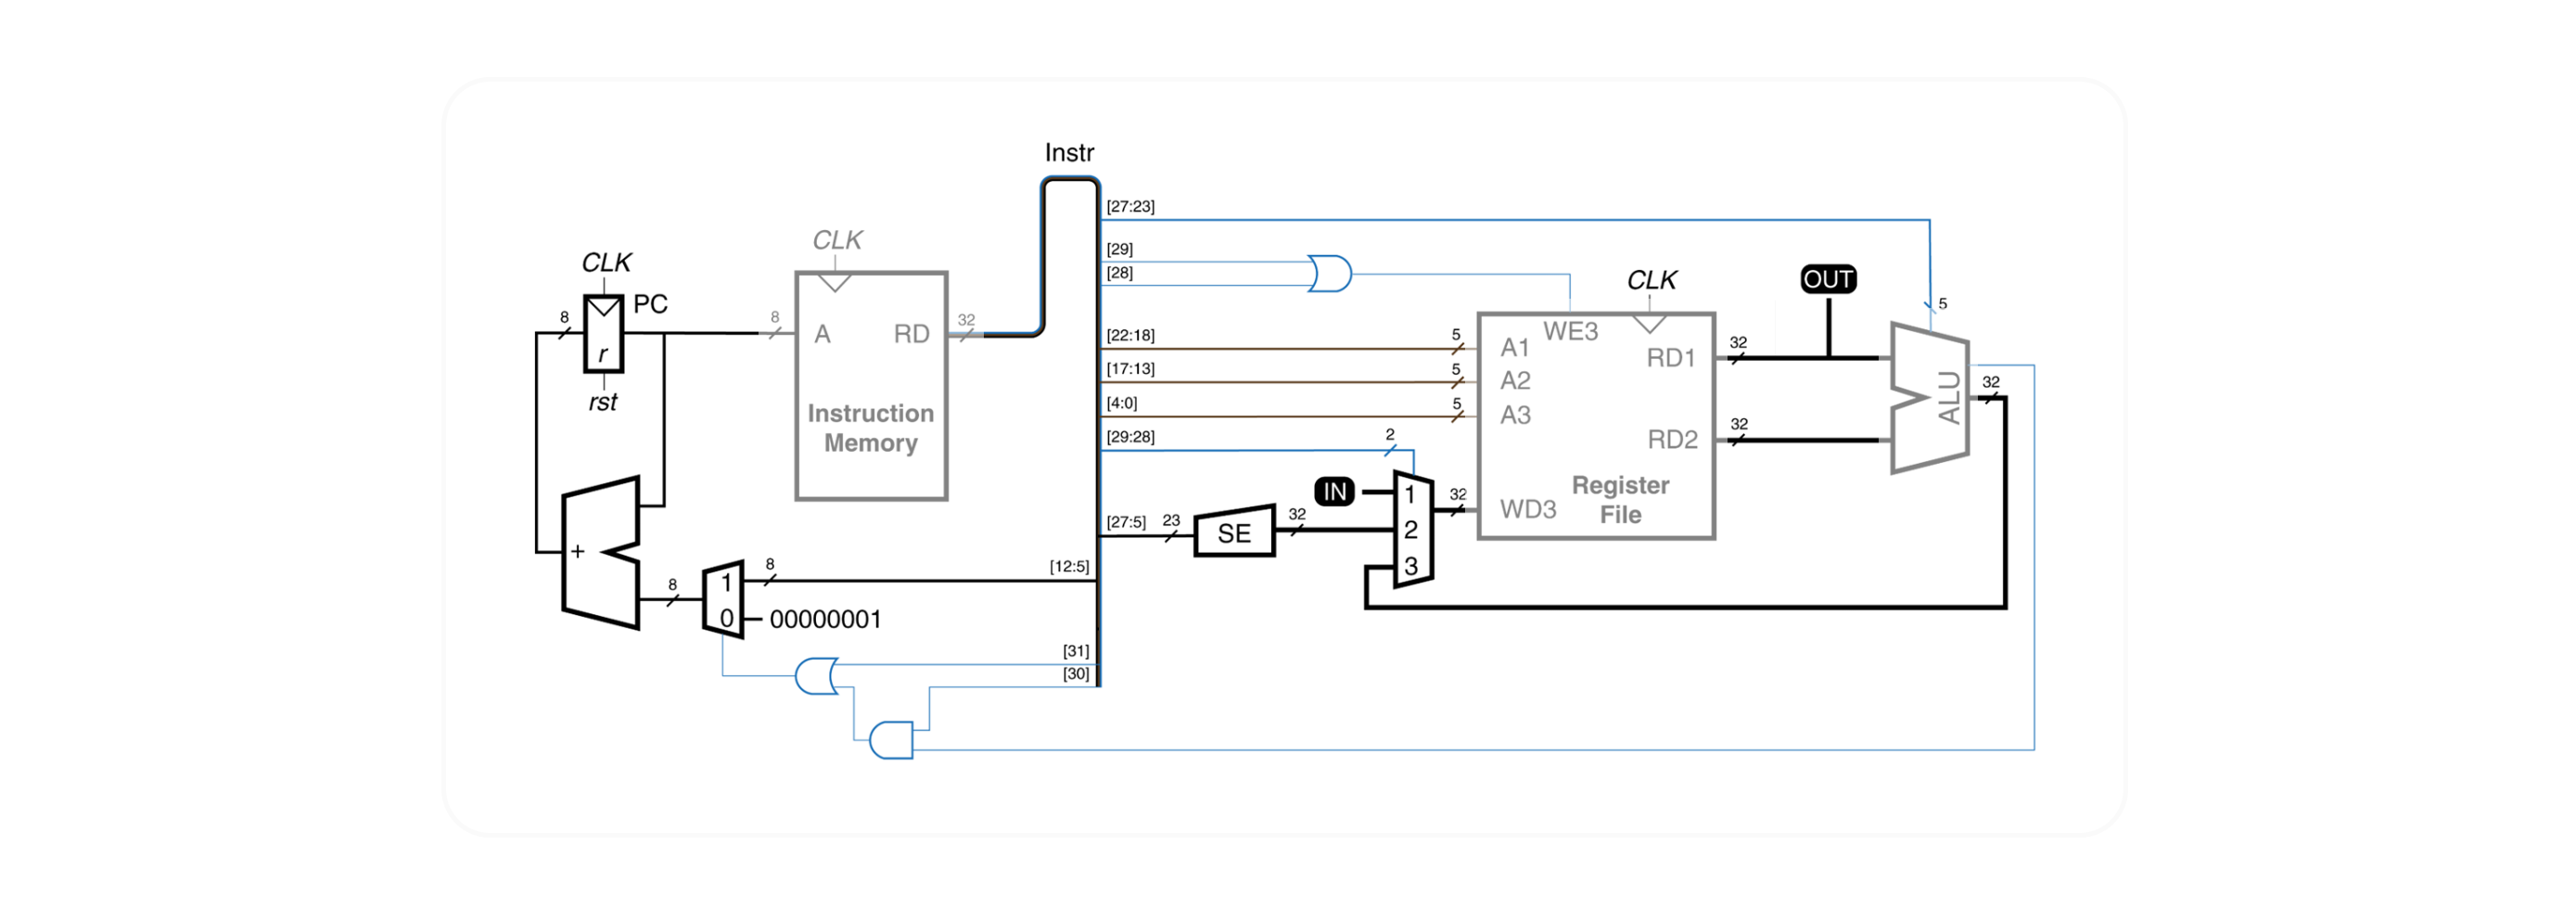 Instr
[27:23]
CLK
[29]
[28]
CLK
CLK
OUT
5
PC
8
8
A
RD
32
r
rst
Instruction
Memory
[22:18]
5
[17:13]
5
[4:0]
5
[29:28]
2
A1
A2
A3
WE3
RD1
32
RD2
32
ALU
32
Register
File
WD3
32
IN
1
2
3
[27:5]
23
SE
32
+
8
1
0
8
[12:5]
00000001
[31]
[30]